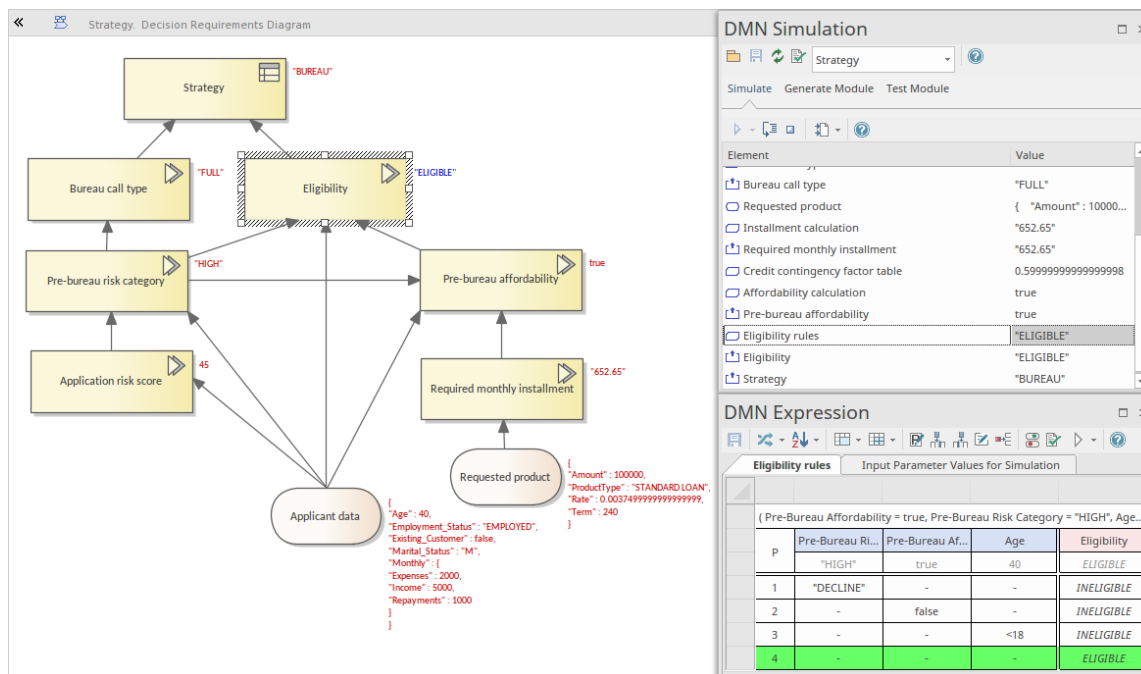 Strategy. Decision Requirements Diagram
Strategy
"BUREAU"
Bureau call type
"FULL"
Eligibility
"ELIGIBLE"
Pre-bureau risk category
"HIGH"
Pre-bureau affordability
true
Application risk score
45
Required monthly installment
"652.65"
Requested product
{
"Amount" : 100000,
"ProductType" : "STANDARD LOAN",
"Rate" : 0.0037499999999999999,
"Term" : 240
}
Applicant data
{
"Age" : 40,
"Employment_Status" : "EMPLOYED",
"Existing_Customer" : false,
"Marital_Status" : "M",
"Monthly" : {
"Expenses" : 2000,
"Income" : 5000,
"Repayments" : 1000
}
}
DMN Simulation
Strategy
Simulate Generate Module Test Module
Element Value
Bureau call type "FULL"
Requested product { "Amount" : 10000...
Installment calculation "652.65"
Required monthly installment "652.65"
Credit contingency factor table 0.59999999999999998
Affordability calculation true
Pre-bureau affordability true
Eligibility rules "ELIGIBLE"
Eligibility "ELIGIBLE"
Strategy "BUREAU"
DMN Expression
Eligibility rules Input Parameter Values for Simulation
( Pre-Bureau Affordability = true, Pre-Bureau Risk Category = "HIGH", Age...
P Pre-Bureau Ri... Pre-Bureau Af... Age Eligibility
"HIGH" true 40 ELIGIBLE
1 "DECLINE" - - INELIGIBLE
2 - false - INELIGIBLE
3 - - <18 INELIGIBLE
4 - - - ELIGIBLE